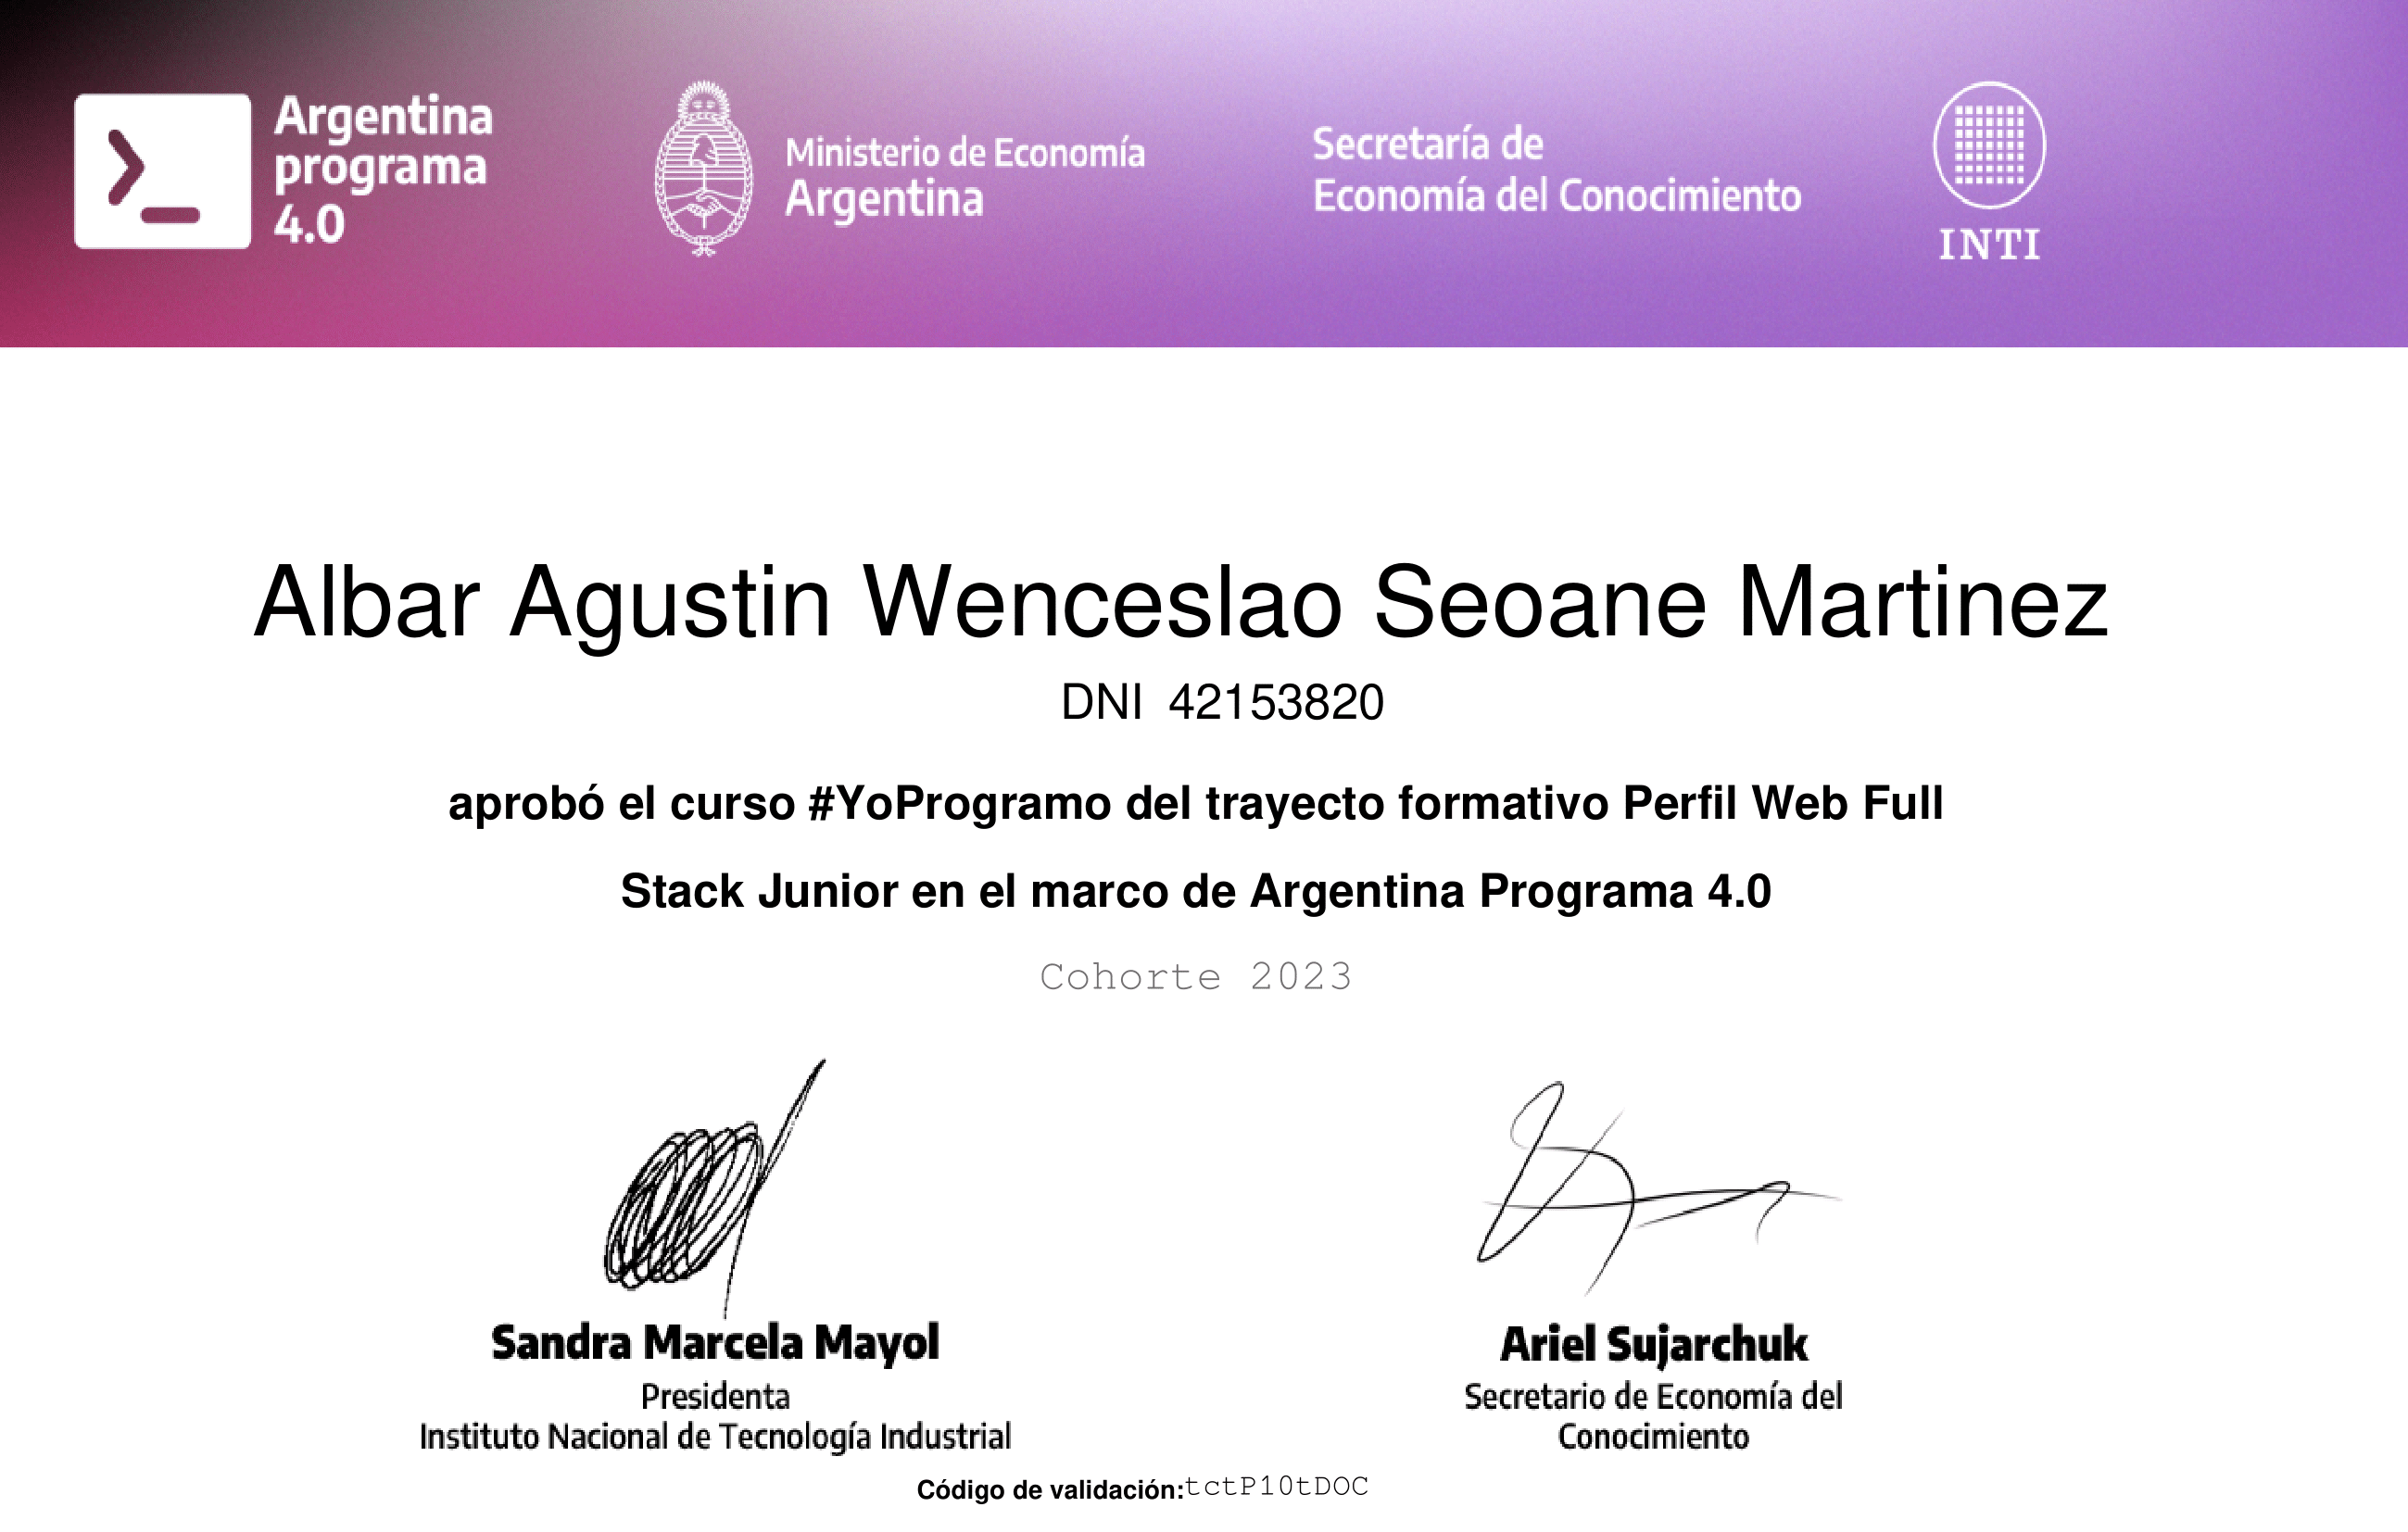 Argentina
programa
4.0
Ministerio de Economía
Argentina
Secretaría de
Economía del Conocimiento
INTI
Albar Agustin Wenceslao Seoane Martinez
DNI 42153820
aprobó el curso #YoProgramo del trayecto formativo Perfil Web Full
Stack Junior en el marco de Argentina Programa 4.0
Cohorte 2023
Sandra Marcela Mayol
Presidenta
Instituto Nacional de Tecnología Industrial
Ariel Sujarchuk
Secretario de Economía del
Conocimiento
Código de validación:tctP10tDOC